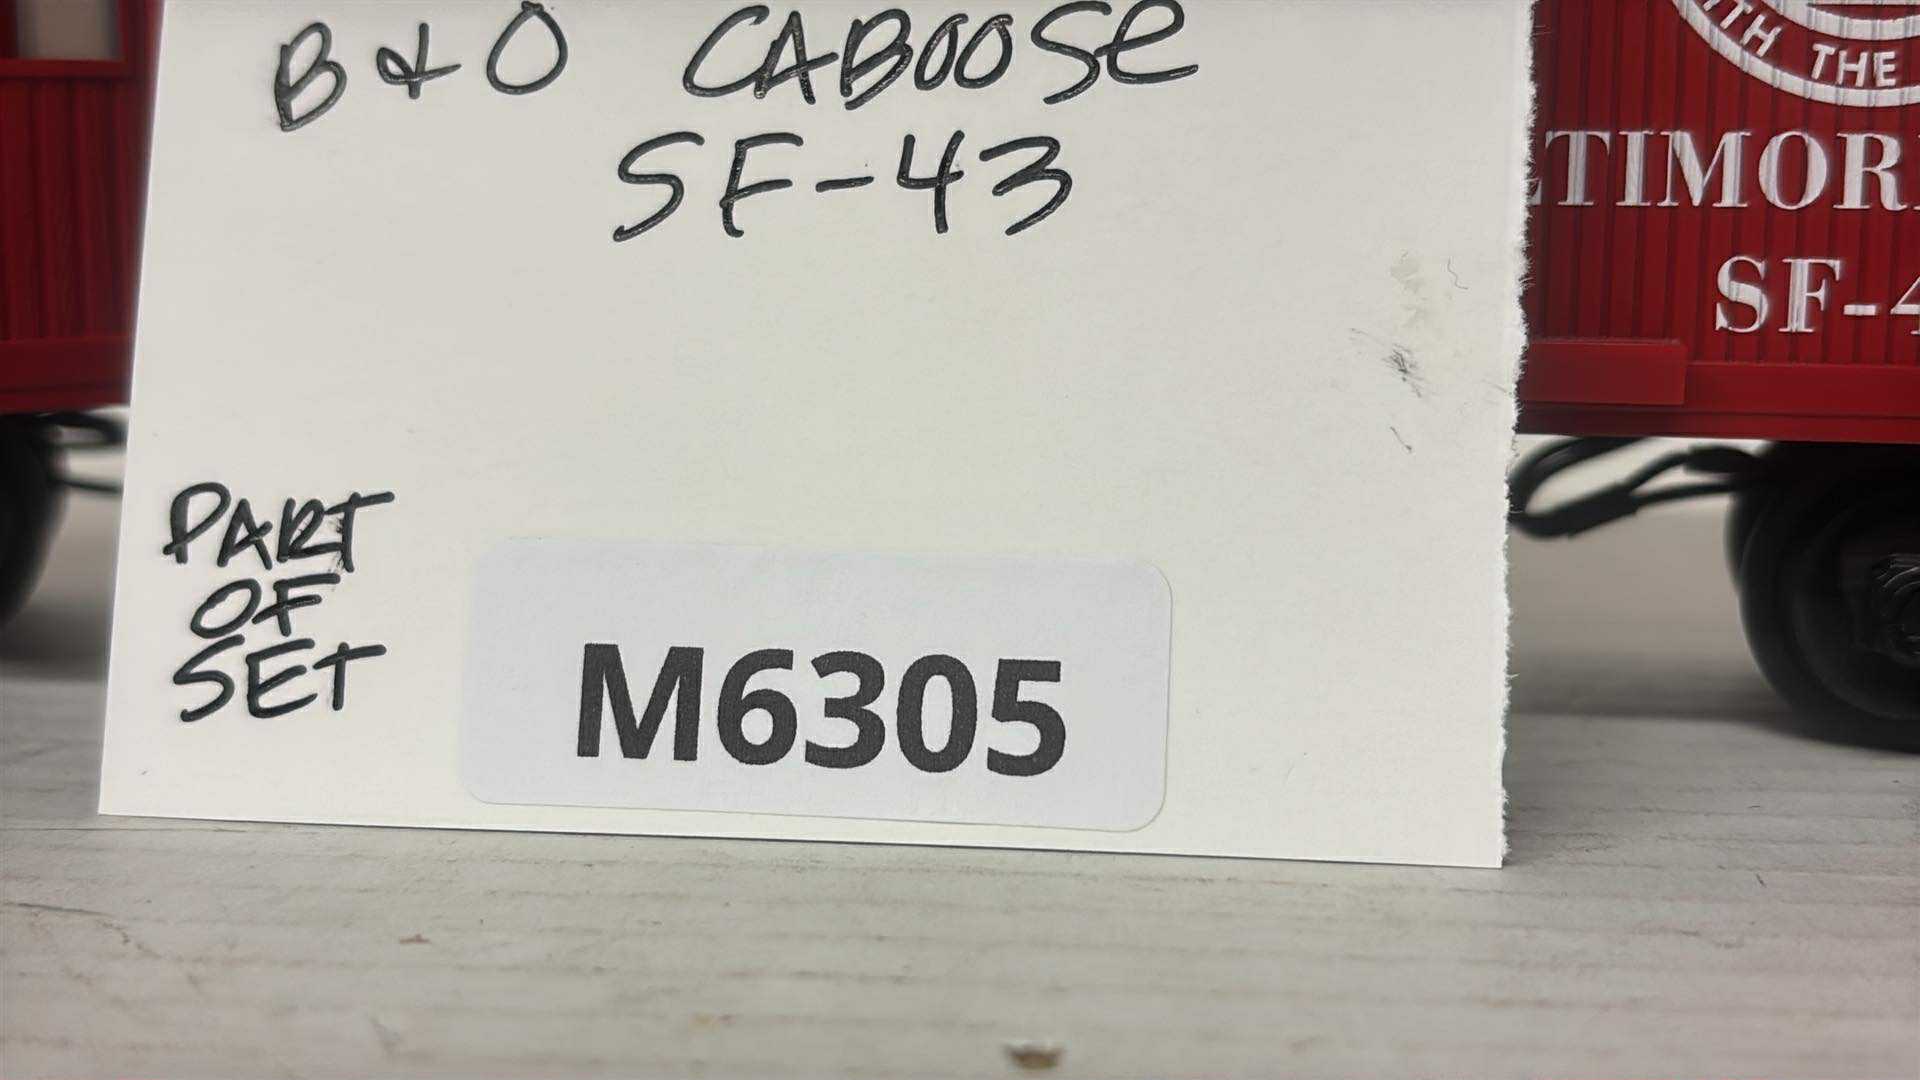 B & O CABOOSE
SF-43
PART
OF
SET
M6305
TH THE
TIMOR
SF-4